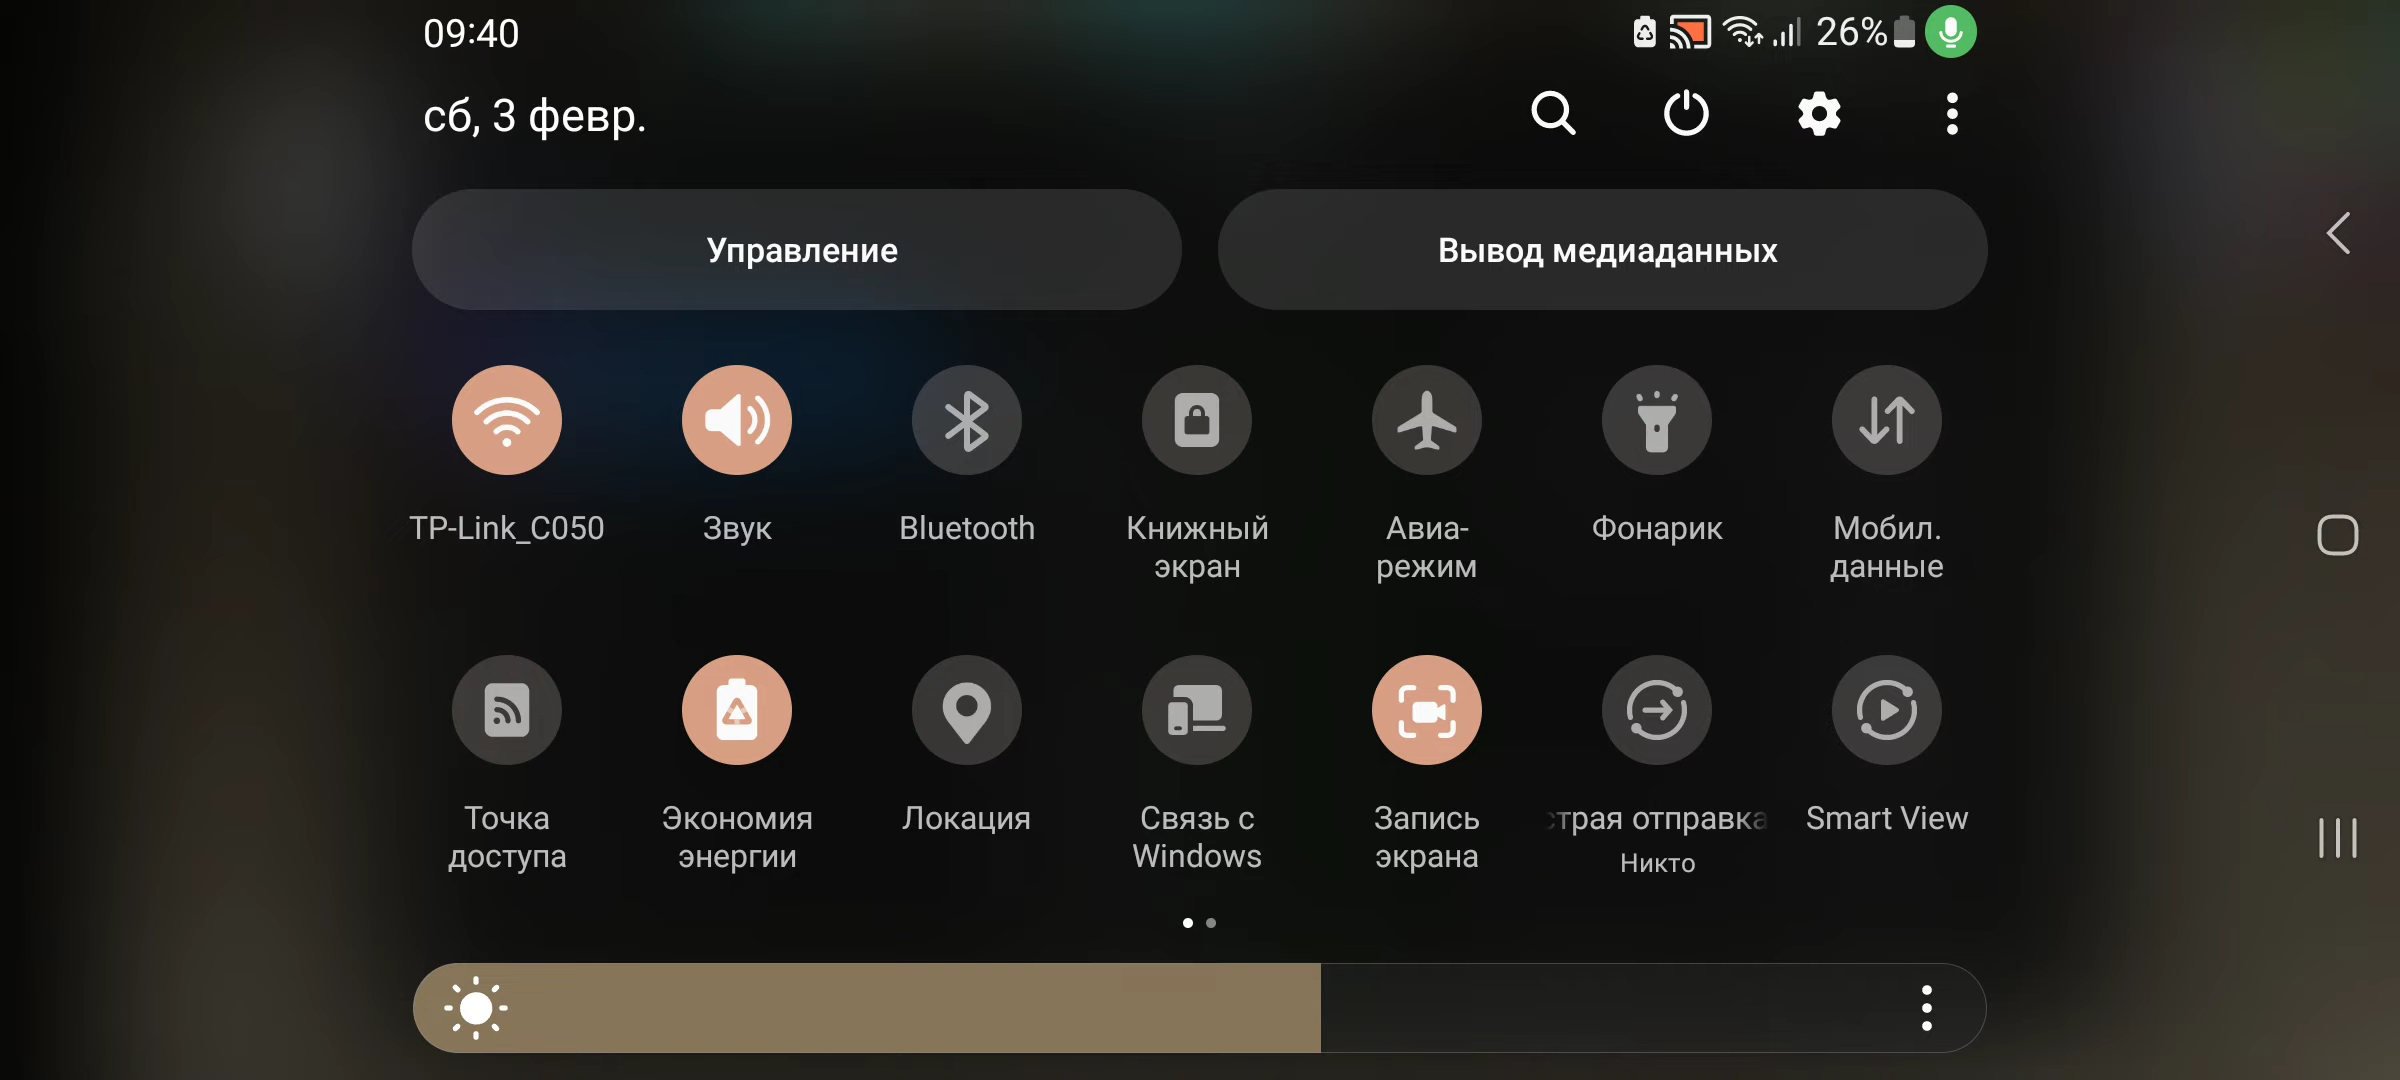 09:40
26%
сб, 3 февр.
Управление
Вывод медиаданных
TP-Link_C050
Звук
Bluetooth
Книжный
экран
Авиа-
режим
Фонарик
Мобил.
данные
Точка
доступа
Экономия
энергии
Локация
Связь с
Windows
Запись
экрана
страя отправка
Никто
Smart View